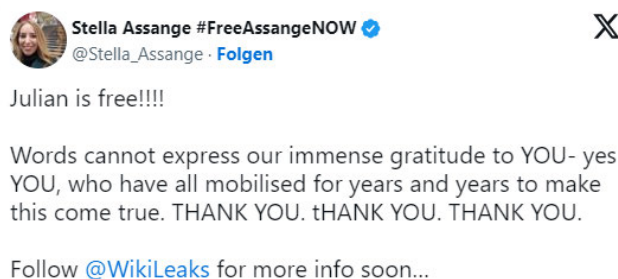 Stella Assange #FreeAssangeNOW
@Stella_Assange · Folgen
Julian is free!!!!
Words cannot express our immense gratitude to YOU- yes
YOU, who have all mobilised for years and years to make
this come true. THANK YOU. tHANK YOU. THANK YOU.
Follow @WikiLeaks for more info soon...